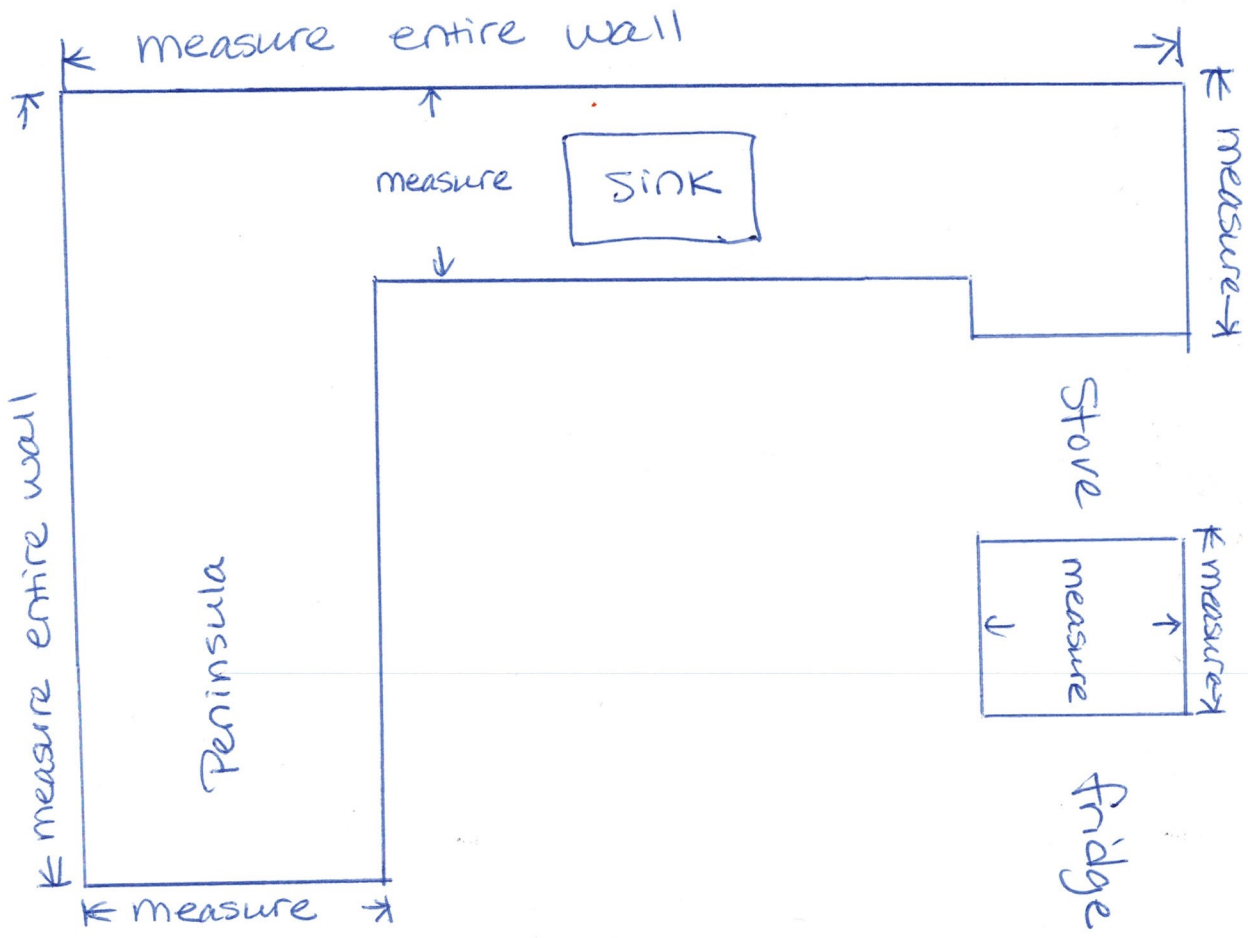 measure entire wall
measure
sink
measure
measure entire wall
Peninsula
measure
Stove
measure
measure
fridge